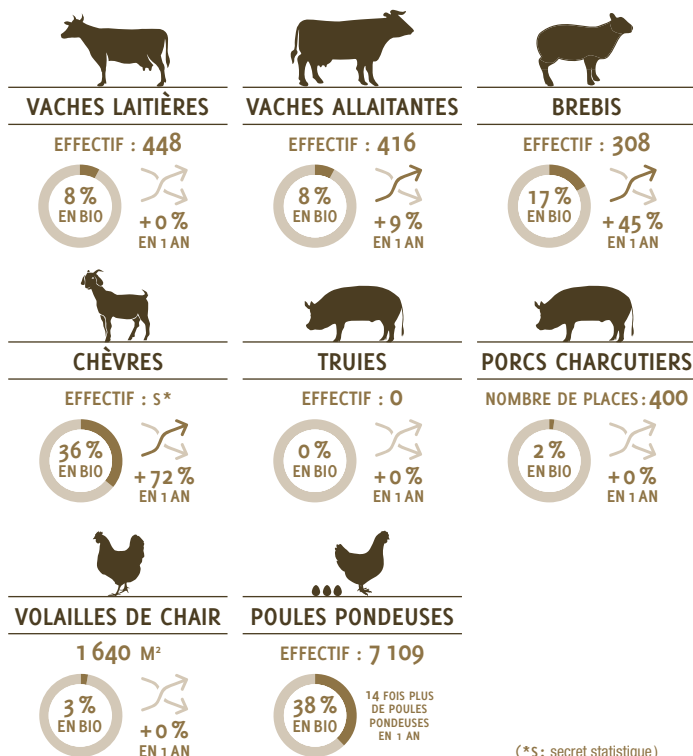 VACHES LAITIÈRES
EFFECTIF : 448
8 %
EN BIO
+ 0 %
EN 1 AN
VACHES ALLAITANTES
EFFECTIF : 416
8 %
EN BIO
+ 9 %
EN 1 AN
BREBIS
EFFECTIF : 308
17 %
EN BIO
+ 45 %
EN 1 AN
CHÈVRES
EFFECTIF : S*
36 %
EN BIO
+ 72 %
EN 1 AN
TRUIES
EFFECTIF : 0
0 %
EN BIO
+ 0 %
EN 1 AN
PORCS CHARCUTIERS
NOMBRE DE PLACES : 400
2 %
EN BIO
+ 0 %
EN 1 AN
VOLAILLES DE CHAIR
1 640 M²
3 %
EN BIO
+ 0 %
EN 1 AN
POULES PONDEUSES
EFFECTIF : 7 109
38 %
EN BIO
14 FOIS PLUS
DE POULES
PONDEUSES
EN 1 AN
(*S : secret statistique)